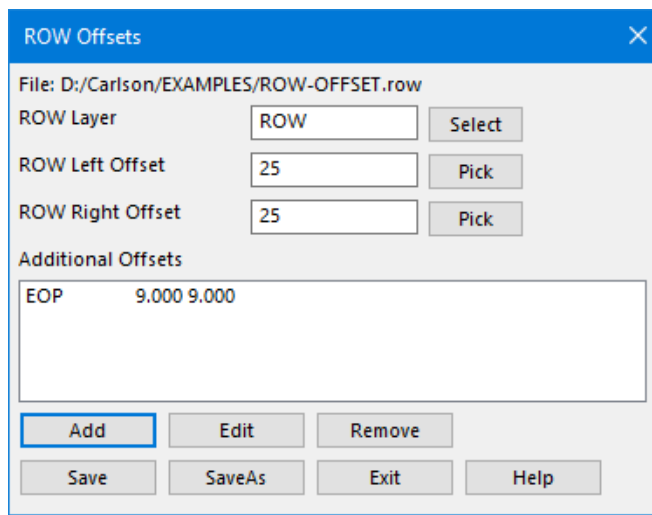 ROW Offsets
File: D:/Carlson/EXAMPLES/ROW-OFFSET.row
ROW Layer ROW Select
ROW Left Offset 25 Pick
ROW Right Offset 25 Pick
Additional Offsets
EOP 9.000 9.000
Add Edit Remove
Save SaveAs Exit Help